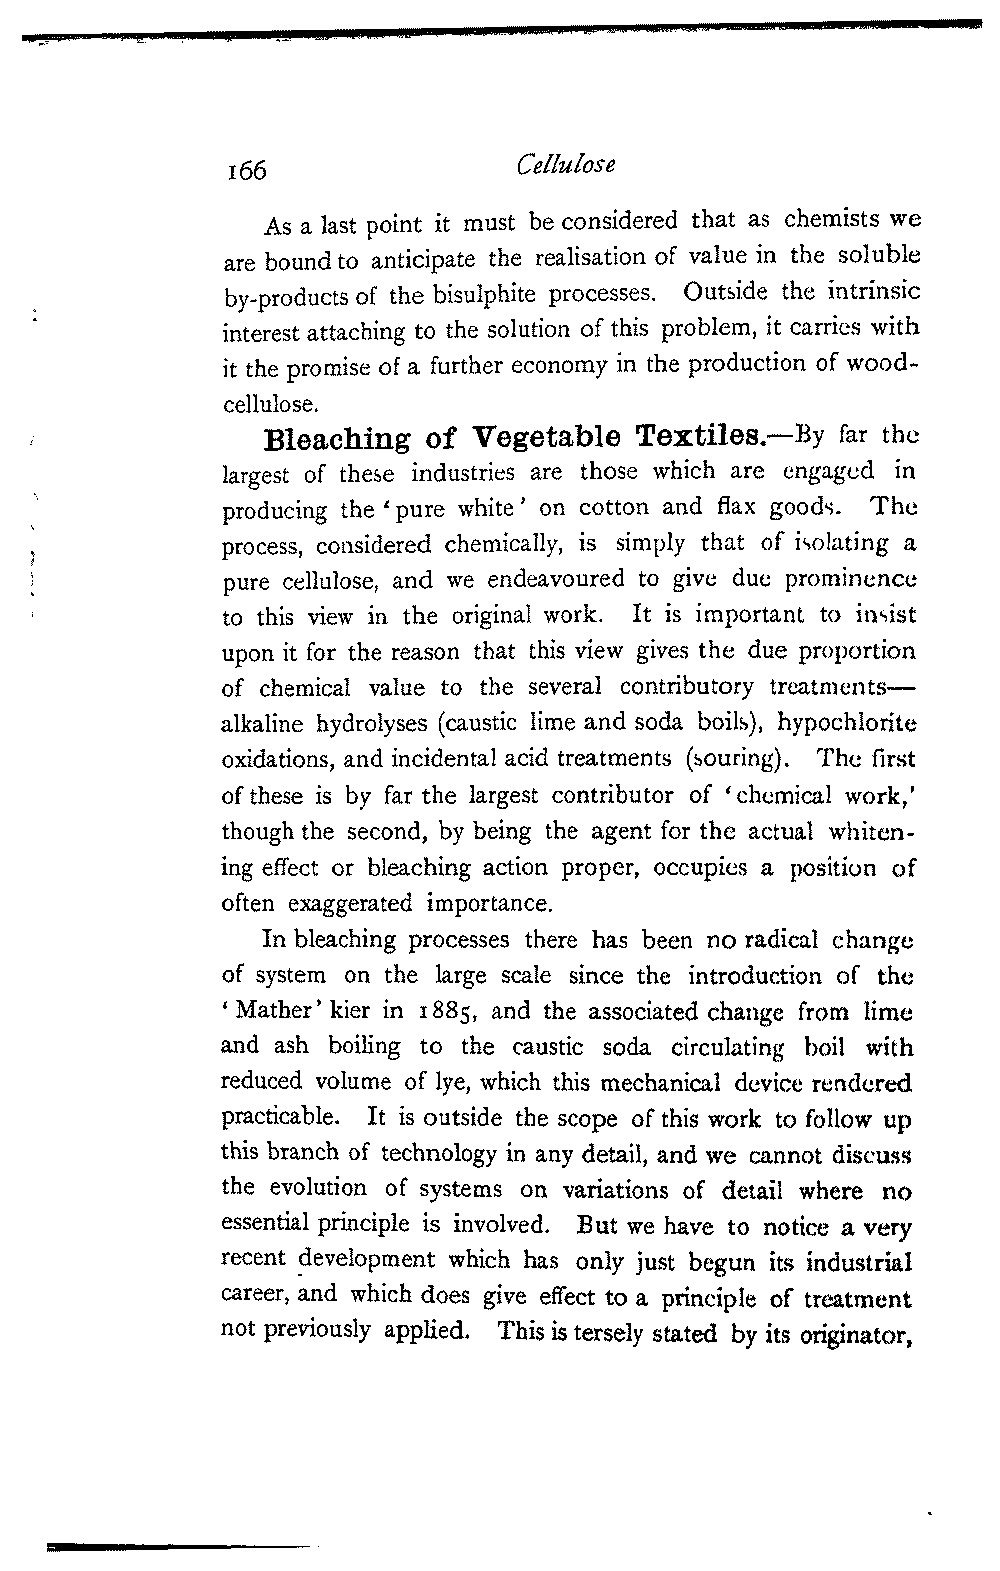 166 Cellulose
As a last point it must be considered that as chemists we
are bound to anticipate the realisation of value in the soluble
by-products of the bisulphite processes. Outside the intrinsic
interest attaching to the solution of this problem, it carries with
it the promise of a further economy in the production of wood-
cellulose.
Bleaching of Vegetable Textiles.—By far the
largest of these industries are those which are engaged in
producing the ‘pure white’ on cotton and flax goods. The
process, considered chemically, is simply that of isolating a
pure cellulose, and we endeavoured to give due prominence
to this view in the original work. It is important to insist
upon it for the reason that this view gives the due proportion
of chemical value to the several contributory treatments—
alkaline hydrolyses (caustic lime and soda boils), hypochlorite
oxidations, and incidental acid treatments (souring). The first
of these is by far the largest contributor of ‘chemical work,’
though the second, by being the agent for the actual whiten-
ing effect or bleaching action proper, occupies a position of
often exaggerated importance.
In bleaching processes there has been no radical change
of system on the large scale since the introduction of the
‘Mather’ kier in 1885, and the associated change from lime
and ash boiling to the caustic soda circulating boil with
reduced volume of lye, which this mechanical device rendered
practicable. It is outside the scope of this work to follow up
this branch of technology in any detail, and we cannot discuss
the evolution of systems on variations of detail where no
essential principle is involved. But we have to notice a very
recent development which has only just begun its industrial
career, and which does give effect to a principle of treatment
not previously applied. This is tersely stated by its originator,